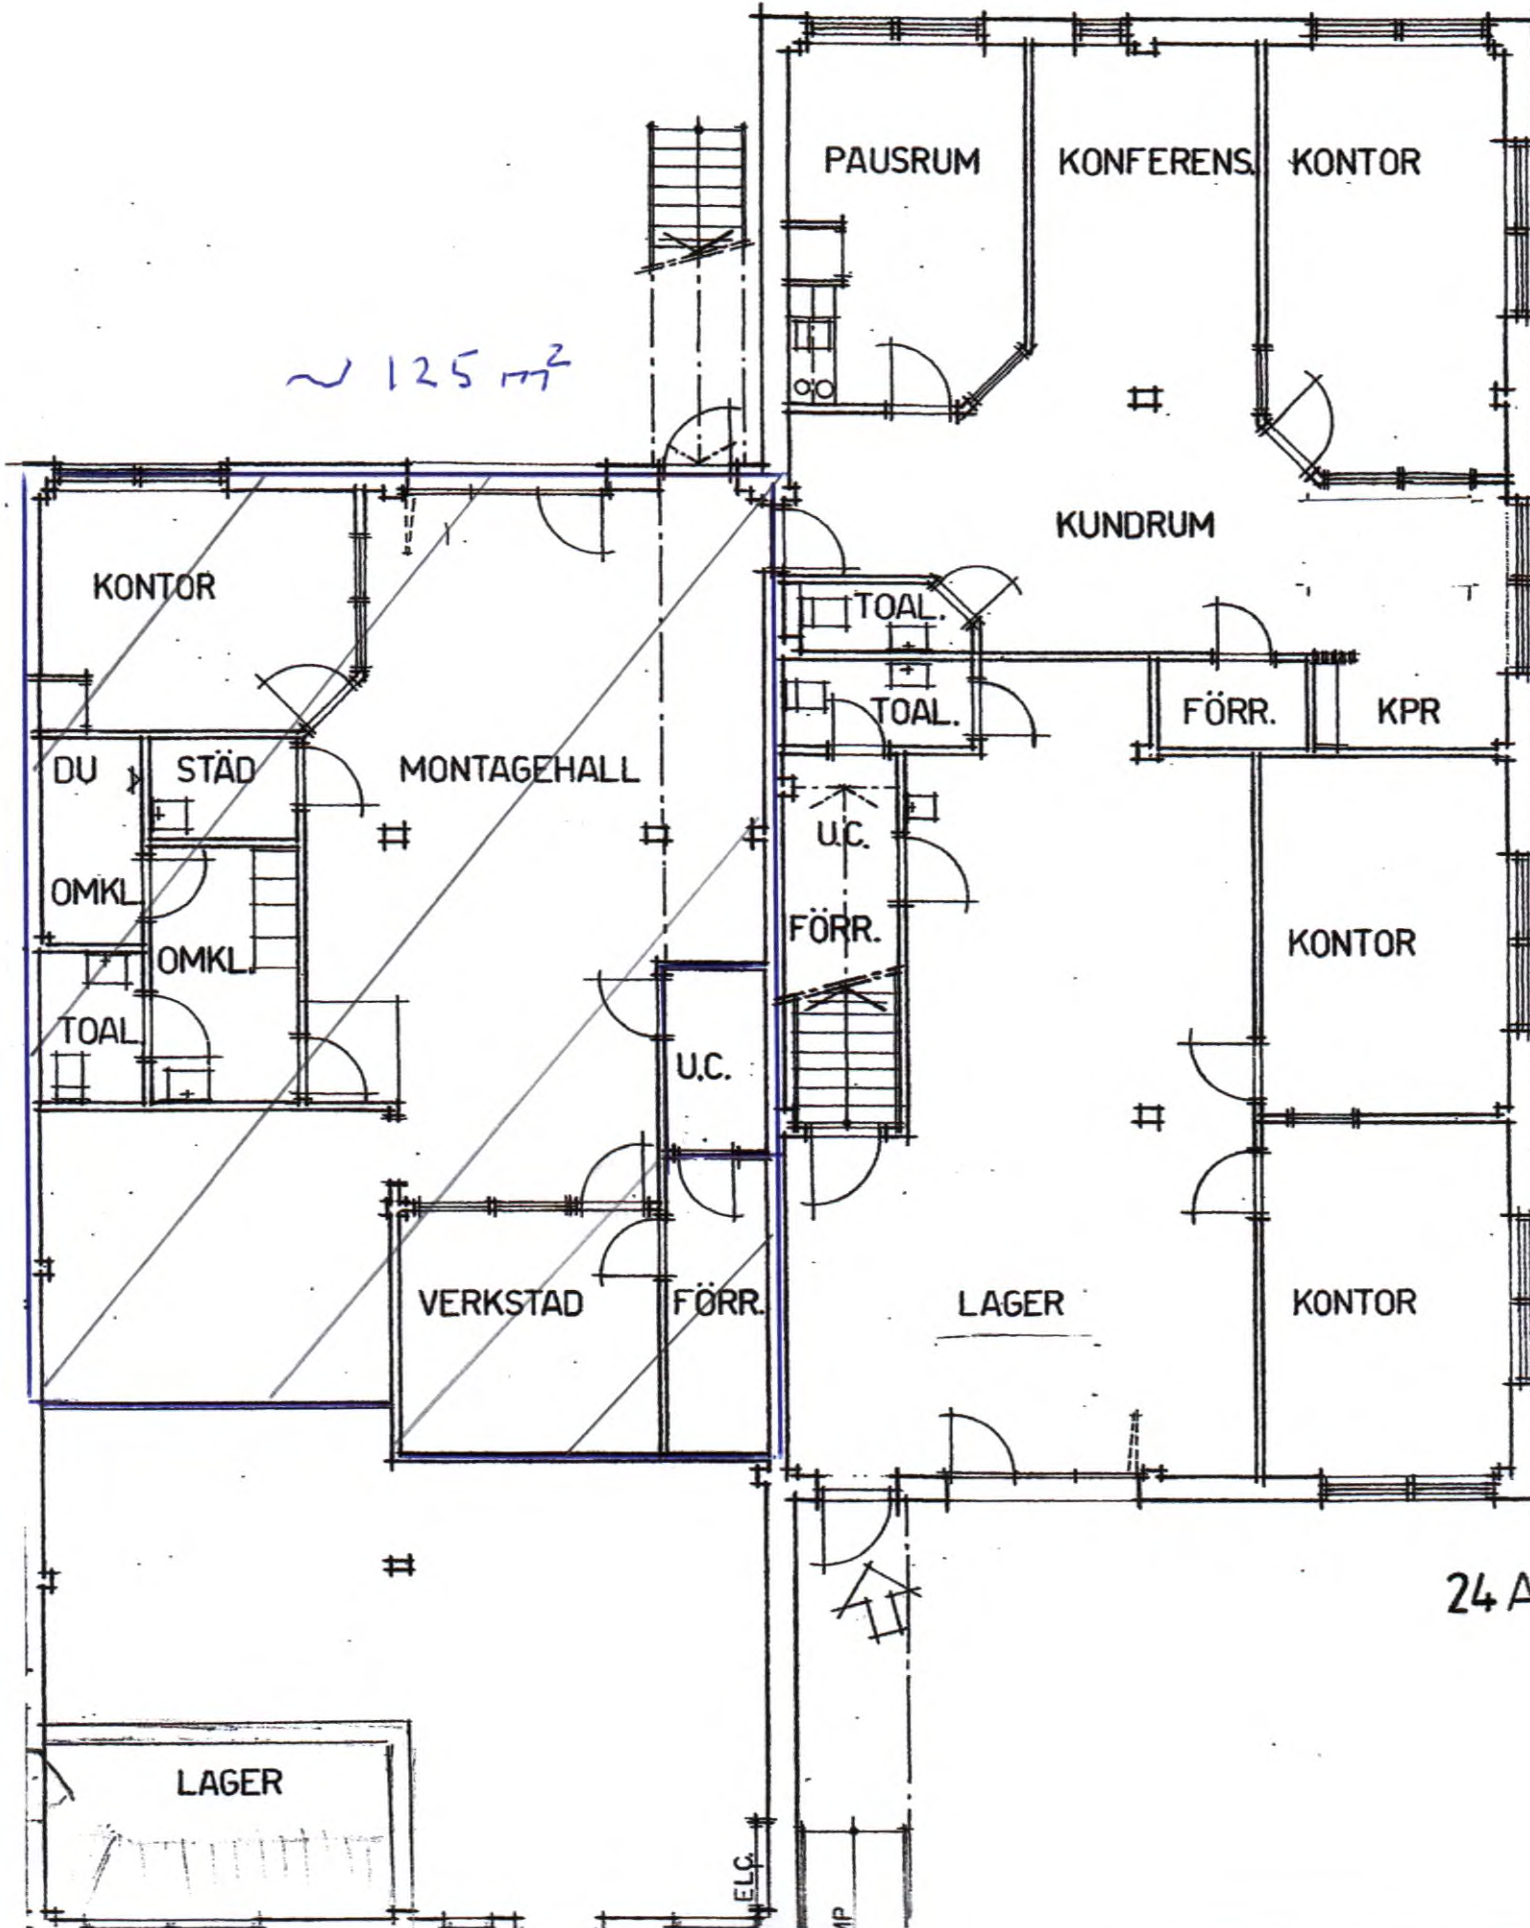 PAUSRUM KONFERENS. KONTOR
~ 125 m²
KUNDRUM
KONTOR
TOAL.
TOAL. FÖRR. KPR
DU STÄD MONTAGEHALL
U.C.
OMKL.
FÖRR.
KONTOR
OMKL.
TOAL.
U.C.
VERKSTAD FÖRR. LAGER KONTOR
24 A
LAGER
ELC.